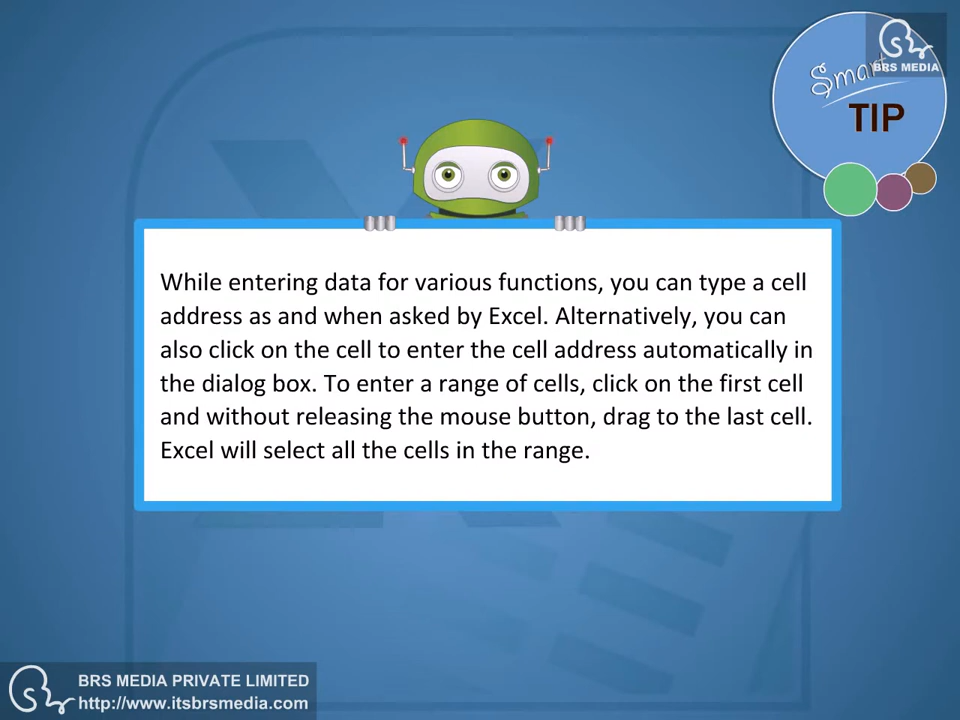 BRS MEDIA
Smart
TIP
While entering data for various functions, you can type a cell
address as and when asked by Excel. Alternatively, you can
also click on the cell to enter the cell address automatically in
the dialog box. To enter a range of cells, click on the first cell
and without releasing the mouse button, drag to the last cell.
Excel will select all the cells in the range.
BRS MEDIA PRIVATE LIMITED
http://www.itsbrsmedia.com